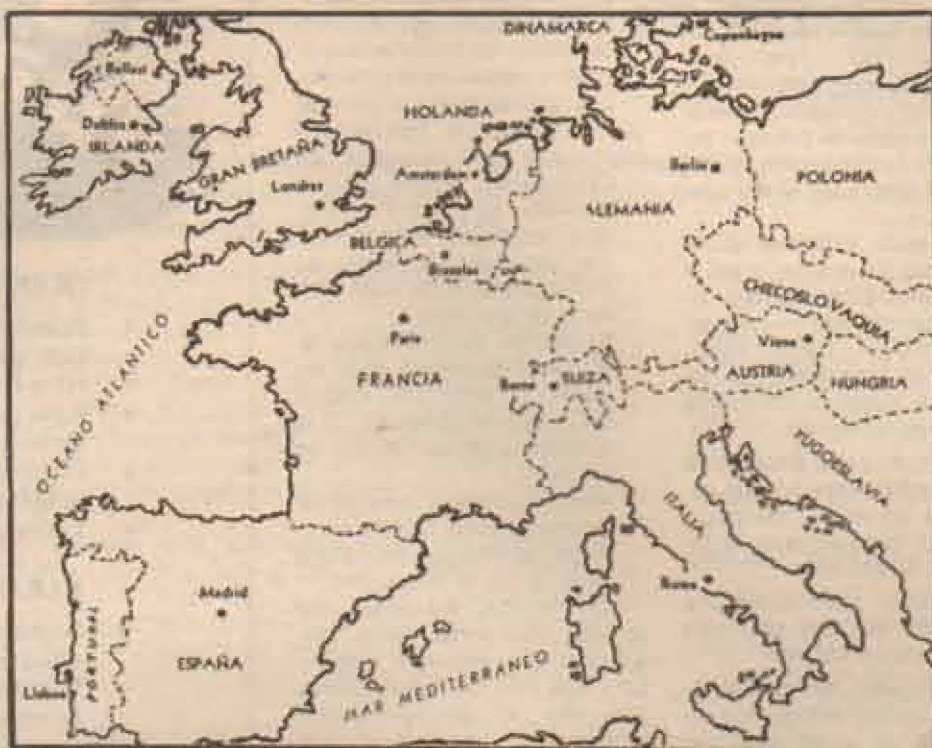 DINAMARCA
Copenhague
Belfast
HOLANDA
Dublin
IRLANDA
GRAN BRETAÑA
Amsterdam
Berlin
POLONIA
Londres
ALEMANIA
BELGICA
Bruselas
CHECOSLOVAQUIA
OCEANO ATLANTICO
Paris
Viena
FRANCIA
Berna
SUIZA
AUSTRIA
HUNGRIA
YUGOSLAVIA
ITALIA
Madrid
Roma
PORTUGAL
ESPAÑA
Lisboa
MAR MEDITERRANEO